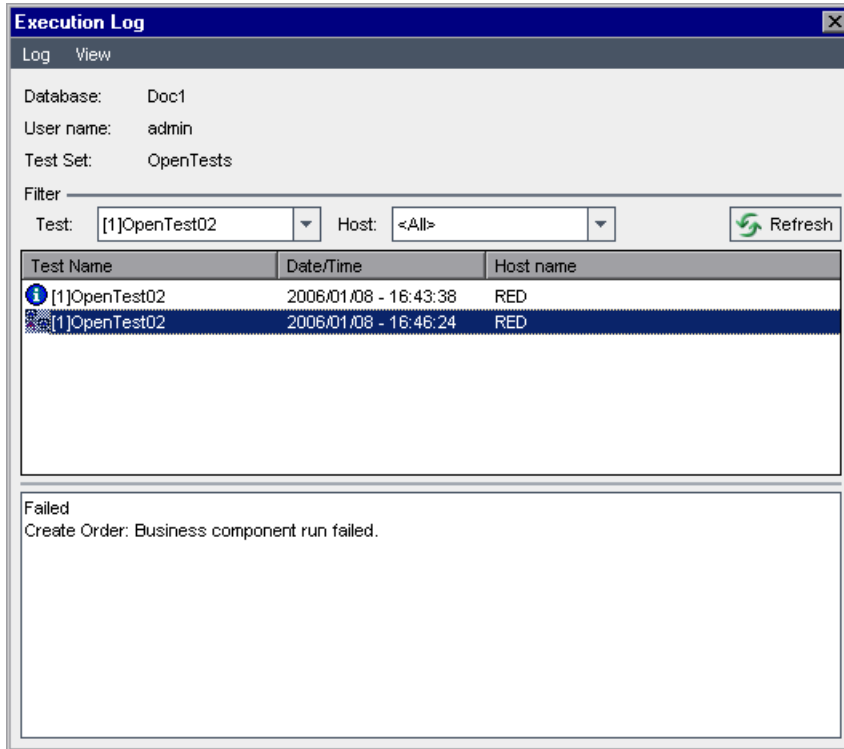 Execution Log
Log View
Database: Doc1
User name: admin
Test Set: OpenTests
Filter
Test: [1]OpenTest02 Host: <All> Refresh
Test Name Date/Time Host name
[1]OpenTest02 2006/01/08 - 16:43:38 RED
[1]OpenTest02 2006/01/08 - 16:46:24 RED
Failed
Create Order: Business component run failed.